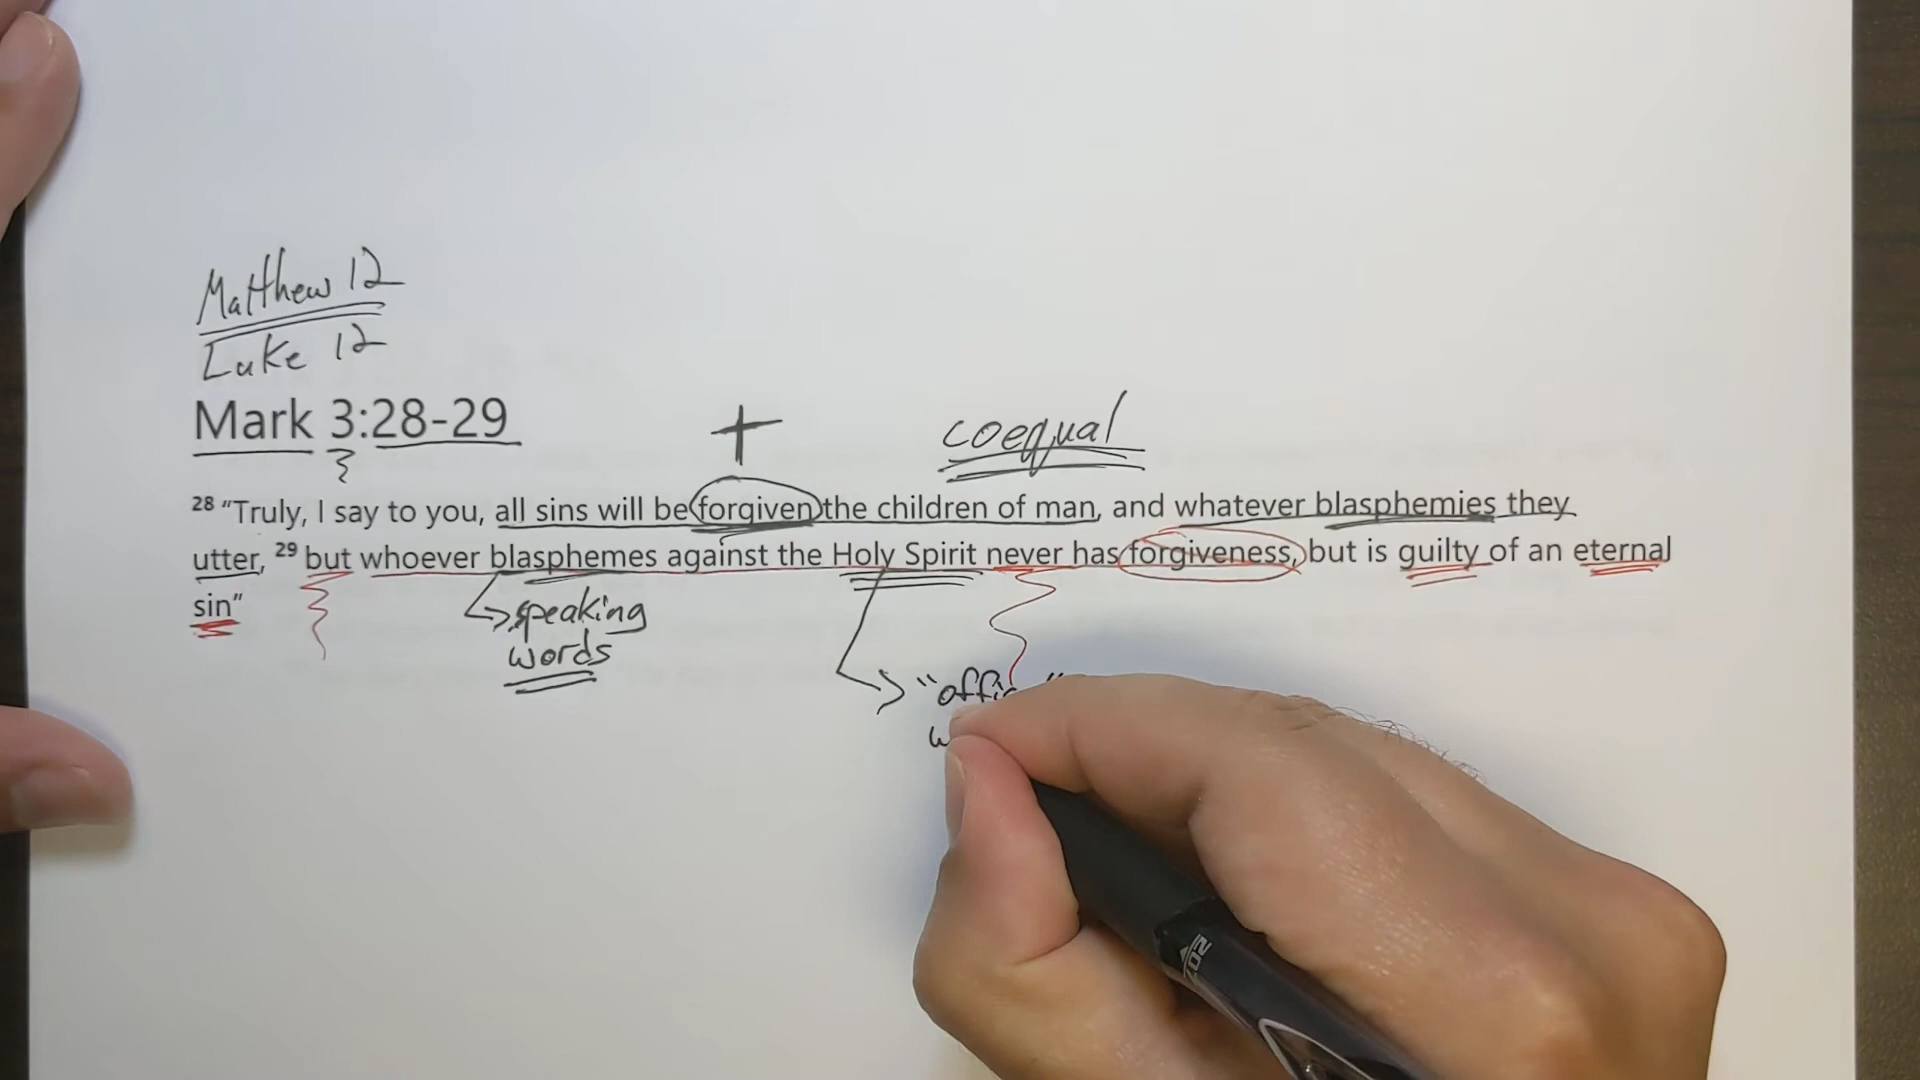 Matthew 12
Luke 12
Mark 3:28-29
+ coequal
28 “Truly, I say to you, all sins will be forgiven the children of man, and whatever blasphemies they
utter, 29 but whoever blasphemes against the Holy Spirit never has forgiveness, but is guilty of an eternal
sin”
speaking
words